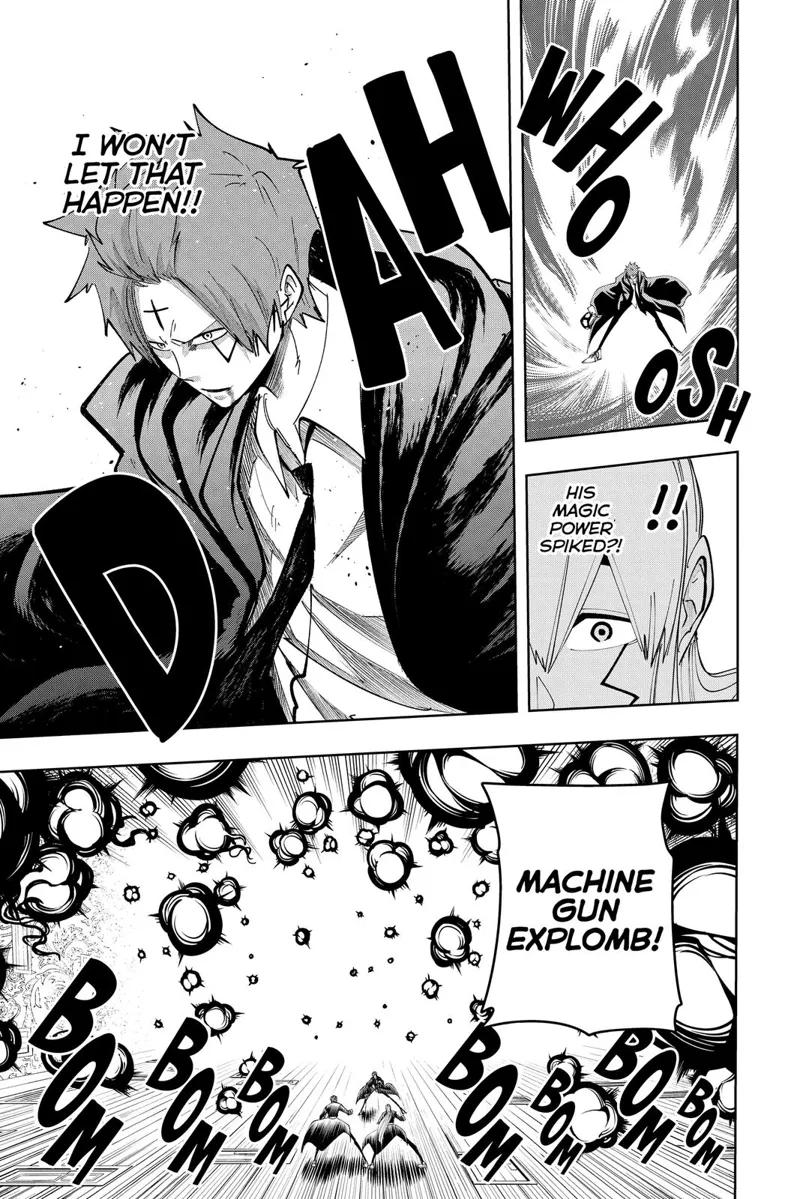 WHO
OSH
DAH
I WON'T
LET THAT
HAPPEN!!
!!
HIS
MAGIC
POWER
SPIKED?!
MACHINE
GUN
EXPLOMB!
BOM
BOM
BOM
BOM
BOM
BOM